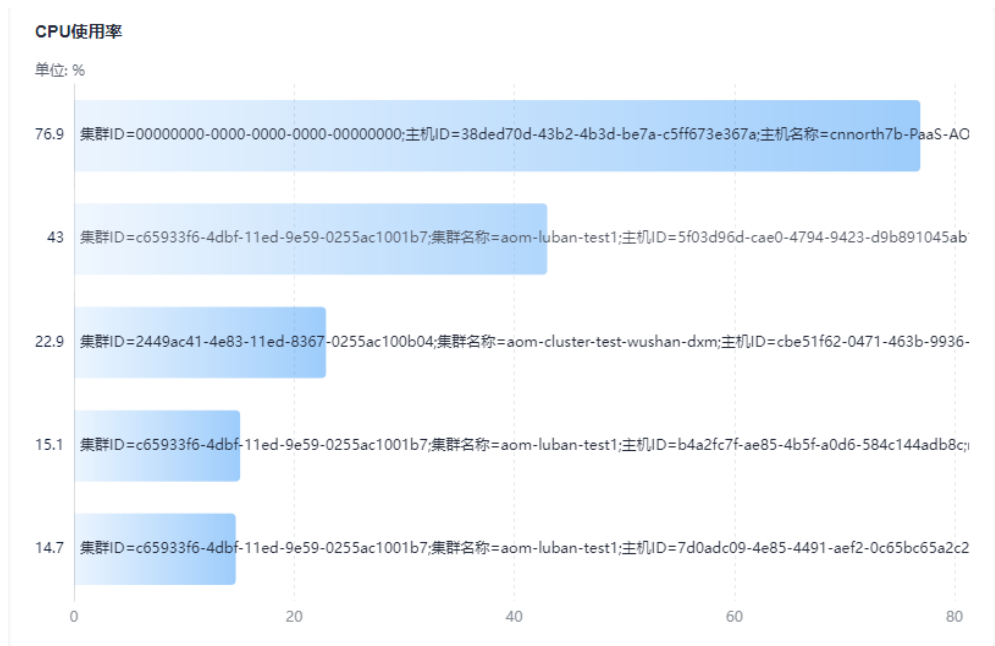 CPU使用率
单位: %
76.9 集群ID=00000000-0000-0000-0000-00000000;主机ID=38ded70d-43b2-4b3d-be7a-c5ff673e367a;主机名称=cnnorth7b-PaaS-AO
43 集群ID=c65933f6-4dbf-11ed-9e59-0255ac1001b7;集群名称=aom-luban-test1;主机ID=5f03d96d-cae0-4794-9423-d9b891045ab
22.9 集群ID=2449ac41-4e83-11ed-8367-0255ac100b04;集群名称=aom-cluster-test-wushan-dxm;主机ID=cbe51f62-0471-463b-9936-
15.1 集群ID=c65933f6-4dbf-11ed-9e59-0255ac1001b7;集群名称=aom-luban-test1;主机ID=b4a2fc7f-ae85-4b5f-a0d6-584c144adb8c;
14.7 集群ID=c65933f6-4dbf-11ed-9e59-0255ac1001b7;集群名称=aom-luban-test1;主机ID=7d0adc09-4e85-4491-aef2-0c65bc65a2c2
0 20 40 60 80